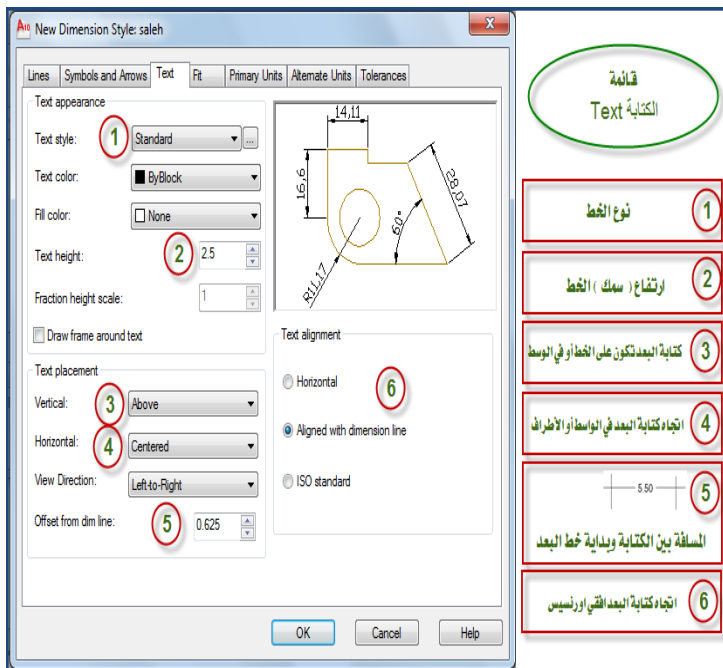 New Dimension Style: saleh
Lines Symbols and Arrows Text Fit Primary Units Alternate Units Tolerances
Text appearance
Text style: 1 Standard ...
Text color: ByBlock
Fill color: None
Text height: 2 2.5
Fraction height scale: 1
Draw frame around text
Text placement
Vertical: 3 Above
Horizontal: 4 Centered
View Direction: Left-to-Right
Offset from dim line: 5 0.625
14,11
16,6
28,07
60°
R11,17
Text alignment
Horizontal
6
Aligned with dimension line
ISO standard
OK Cancel Help
قائمة
الكتابة Text
1 نوع الخط
2 ارتفاع ( سمك ) الخط
3 كتابة البعد تكون على الخط أو في الوسط
4 اتجاه كتابة البعد في الواسط أو الأطراف
5 5.50
المسافة بين الكتابة وبداية خط البعد
6 اتجاه كتابة البعد افقي او رنسيس